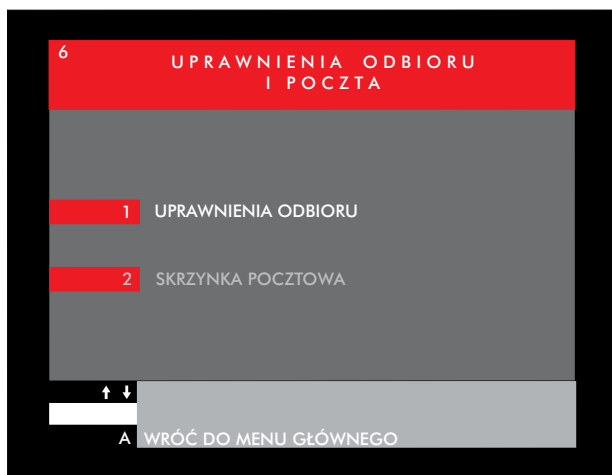 6
UPRAWNIENIA ODBIORU
I POCZTA
1 UPRAWNIENIA ODBIORU
2 SKRZYNKA POCZTOWA
↑ ↓
A WRÓĆ DO MENU GŁÓWNEGO